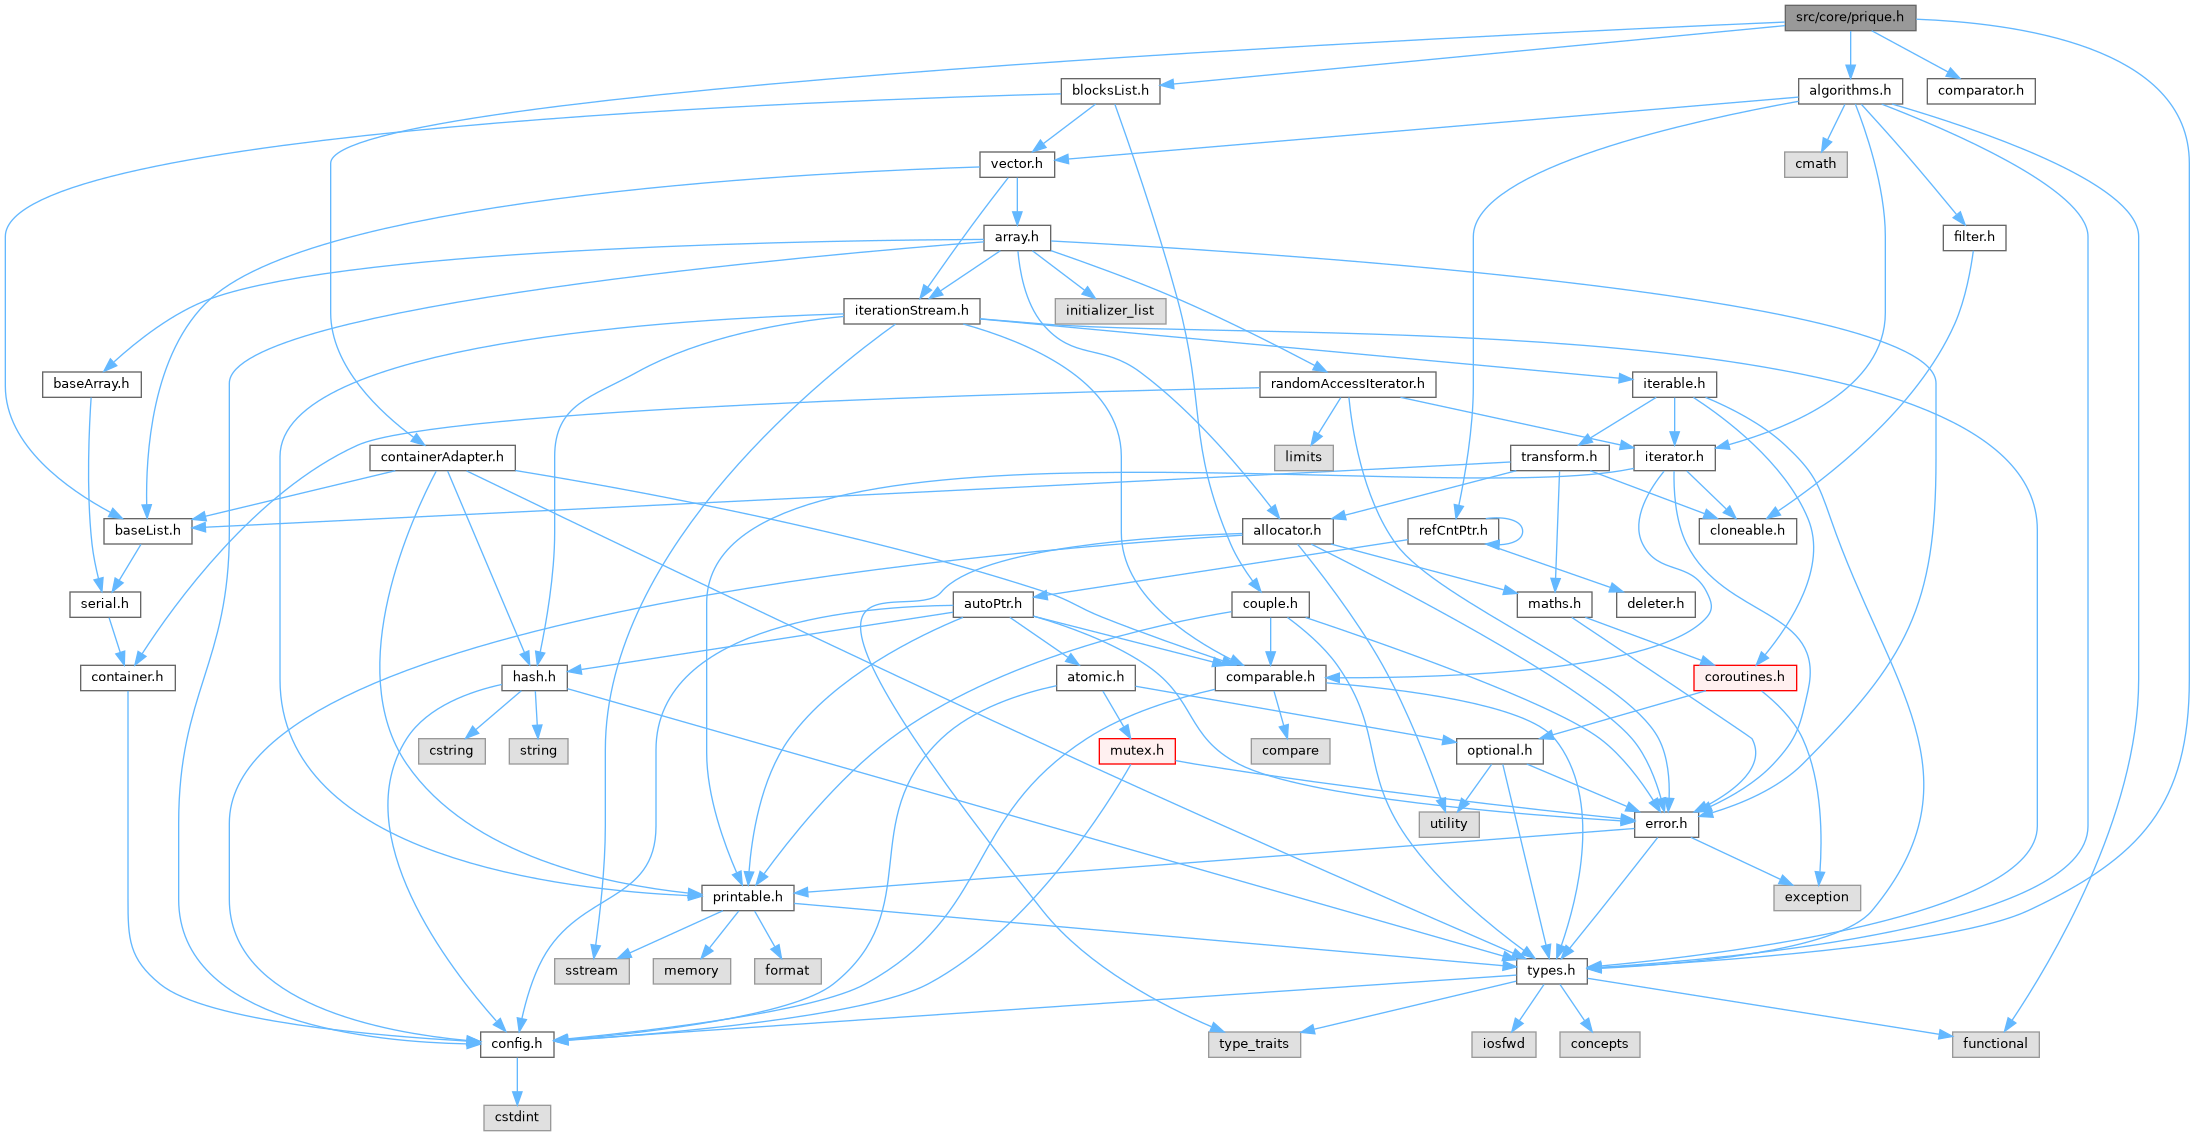 src/core/prique.h
blocksList.h
algorithms.h
comparator.h
vector.h
cmath
array.h
filter.h
iterationStream.h
initializer_list
baseArray.h
randomAccessIterator.h
iterable.h
containerAdapter.h
limits
transform.h
iterator.h
baseList.h
allocator.h
refCntPtr.h
cloneable.h
serial.h
autoPtr.h
couple.h
maths.h
deleter.h
container.h
hash.h
atomic.h
comparable.h
coroutines.h
cstring
string
mutex.h
compare
optional.h
utility
error.h
printable.h
exception
sstream
memory
format
types.h
config.h
type_traits
iosfwd
concepts
functional
cstdint